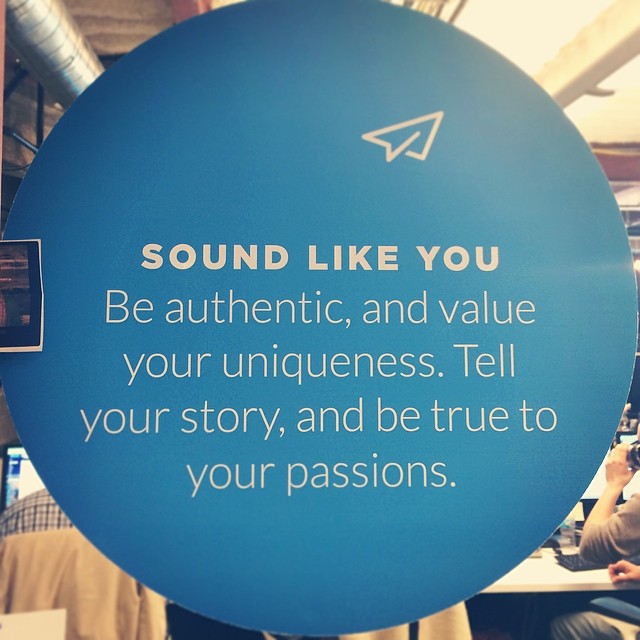 SOUND LIKE YOU
Be authentic, and value
your uniqueness. Tell
your story, and be true to
your passions.